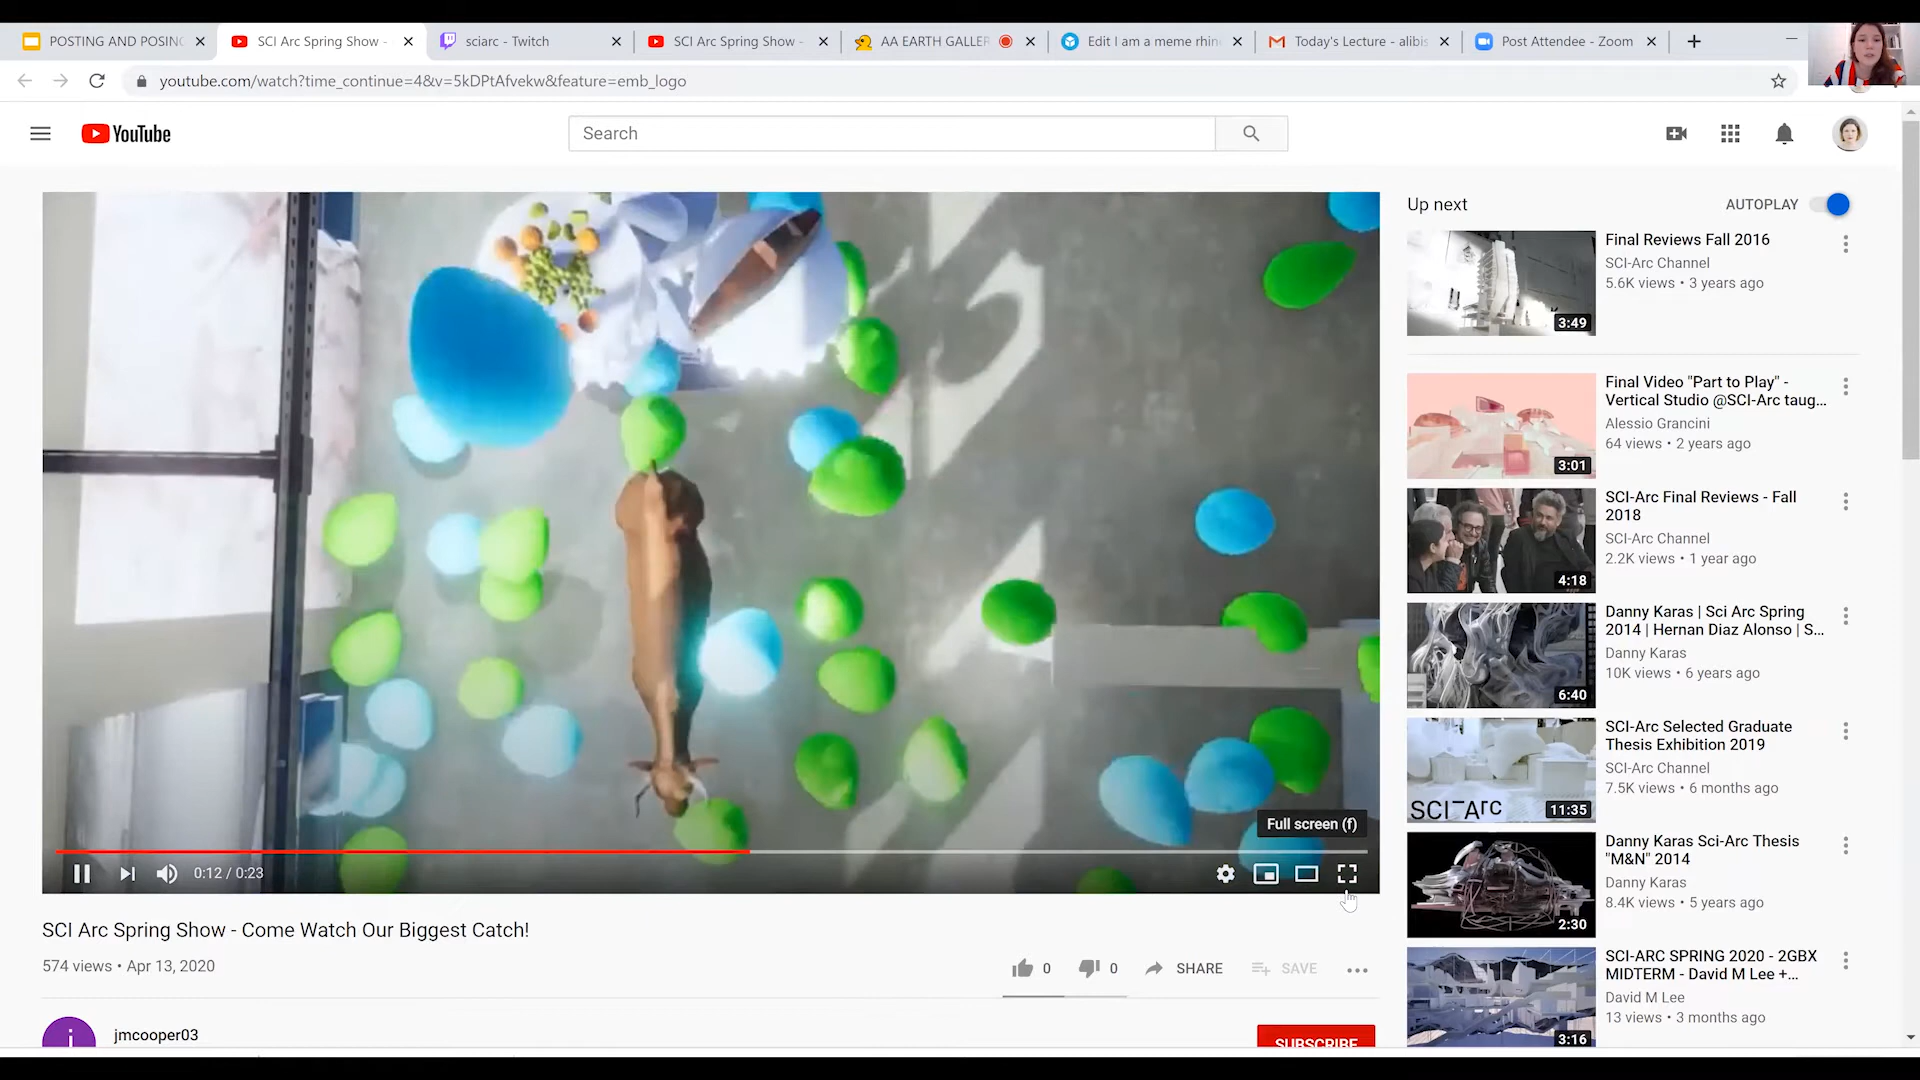 POSTING AND POSING
SCI Arc Spring Show -
sciarc - Twitch
SCI Arc Spring Show -
AA EARTH GALLER
Edit I am a meme rhin
Today's Lecture - alibis
Post Attendee - Zoom
youtube.com/watch?time_continue=4&v=5kDPtAfvekw&feature=emb_logo
YouTube
Search
Up next
AUTOPLAY
Final Reviews Fall 2016
SCI-Arc Channel
5.6K views • 3 years ago
3:49
Final Video "Part to Play" -
Vertical Studio @SCI-Arc taug...
Alessio Grancini
64 views • 2 years ago
3:01
SCI-Arc Final Reviews - Fall
2018
SCI-Arc Channel
2.2K views • 1 year ago
4:18
Danny Karas | Sci Arc Spring
2014 | Hernan Diaz Alonso | S...
Danny Karas
10K views • 6 years ago
6:40
SCI-Arc Selected Graduate
Thesis Exhibition 2019
SCI-Arc Channel
7.5K views • 6 months ago
SCI-Arc
11:35
Danny Karas Sci-Arc Thesis
"M&N" 2014
Danny Karas
8.4K views • 5 years ago
2:30
SCI-ARC SPRING 2020 - 2GBX
MIDTERM - David M Lee +...
David M Lee
13 views • 3 months ago
3:16
Full screen (f)
0:12 / 0:23
SCI Arc Spring Show - Come Watch Our Biggest Catch!
574 views • Apr 13, 2020
0
0
SHARE
SAVE
j
jmcooper03
SUBSCRIBE